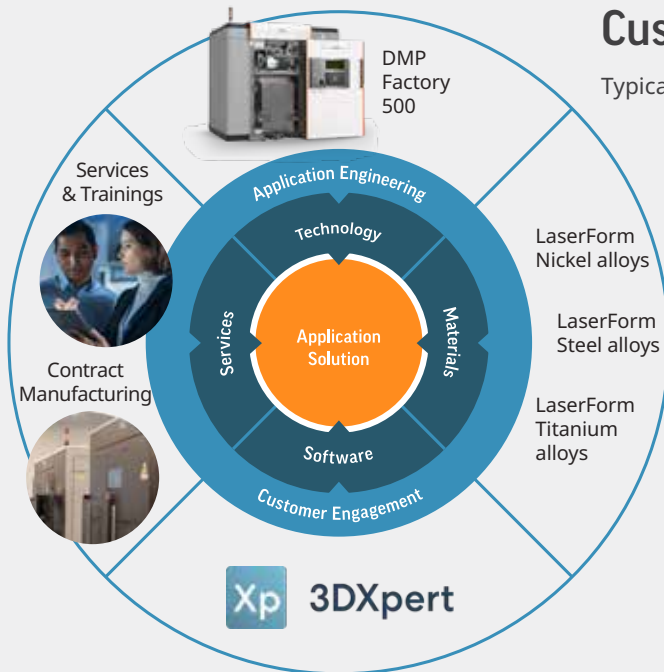 Cus
Typica
DMP
Factory
500
Services
& Trainings
Application Engineering
Technology
LaserForm
Nickel alloys
Services
Application
Solution
Materials
LaserForm
Steel alloys
Contract
Manufacturing
LaserForm
Titanium
alloys
Software
Customer Engagement
Xp 3DXpert